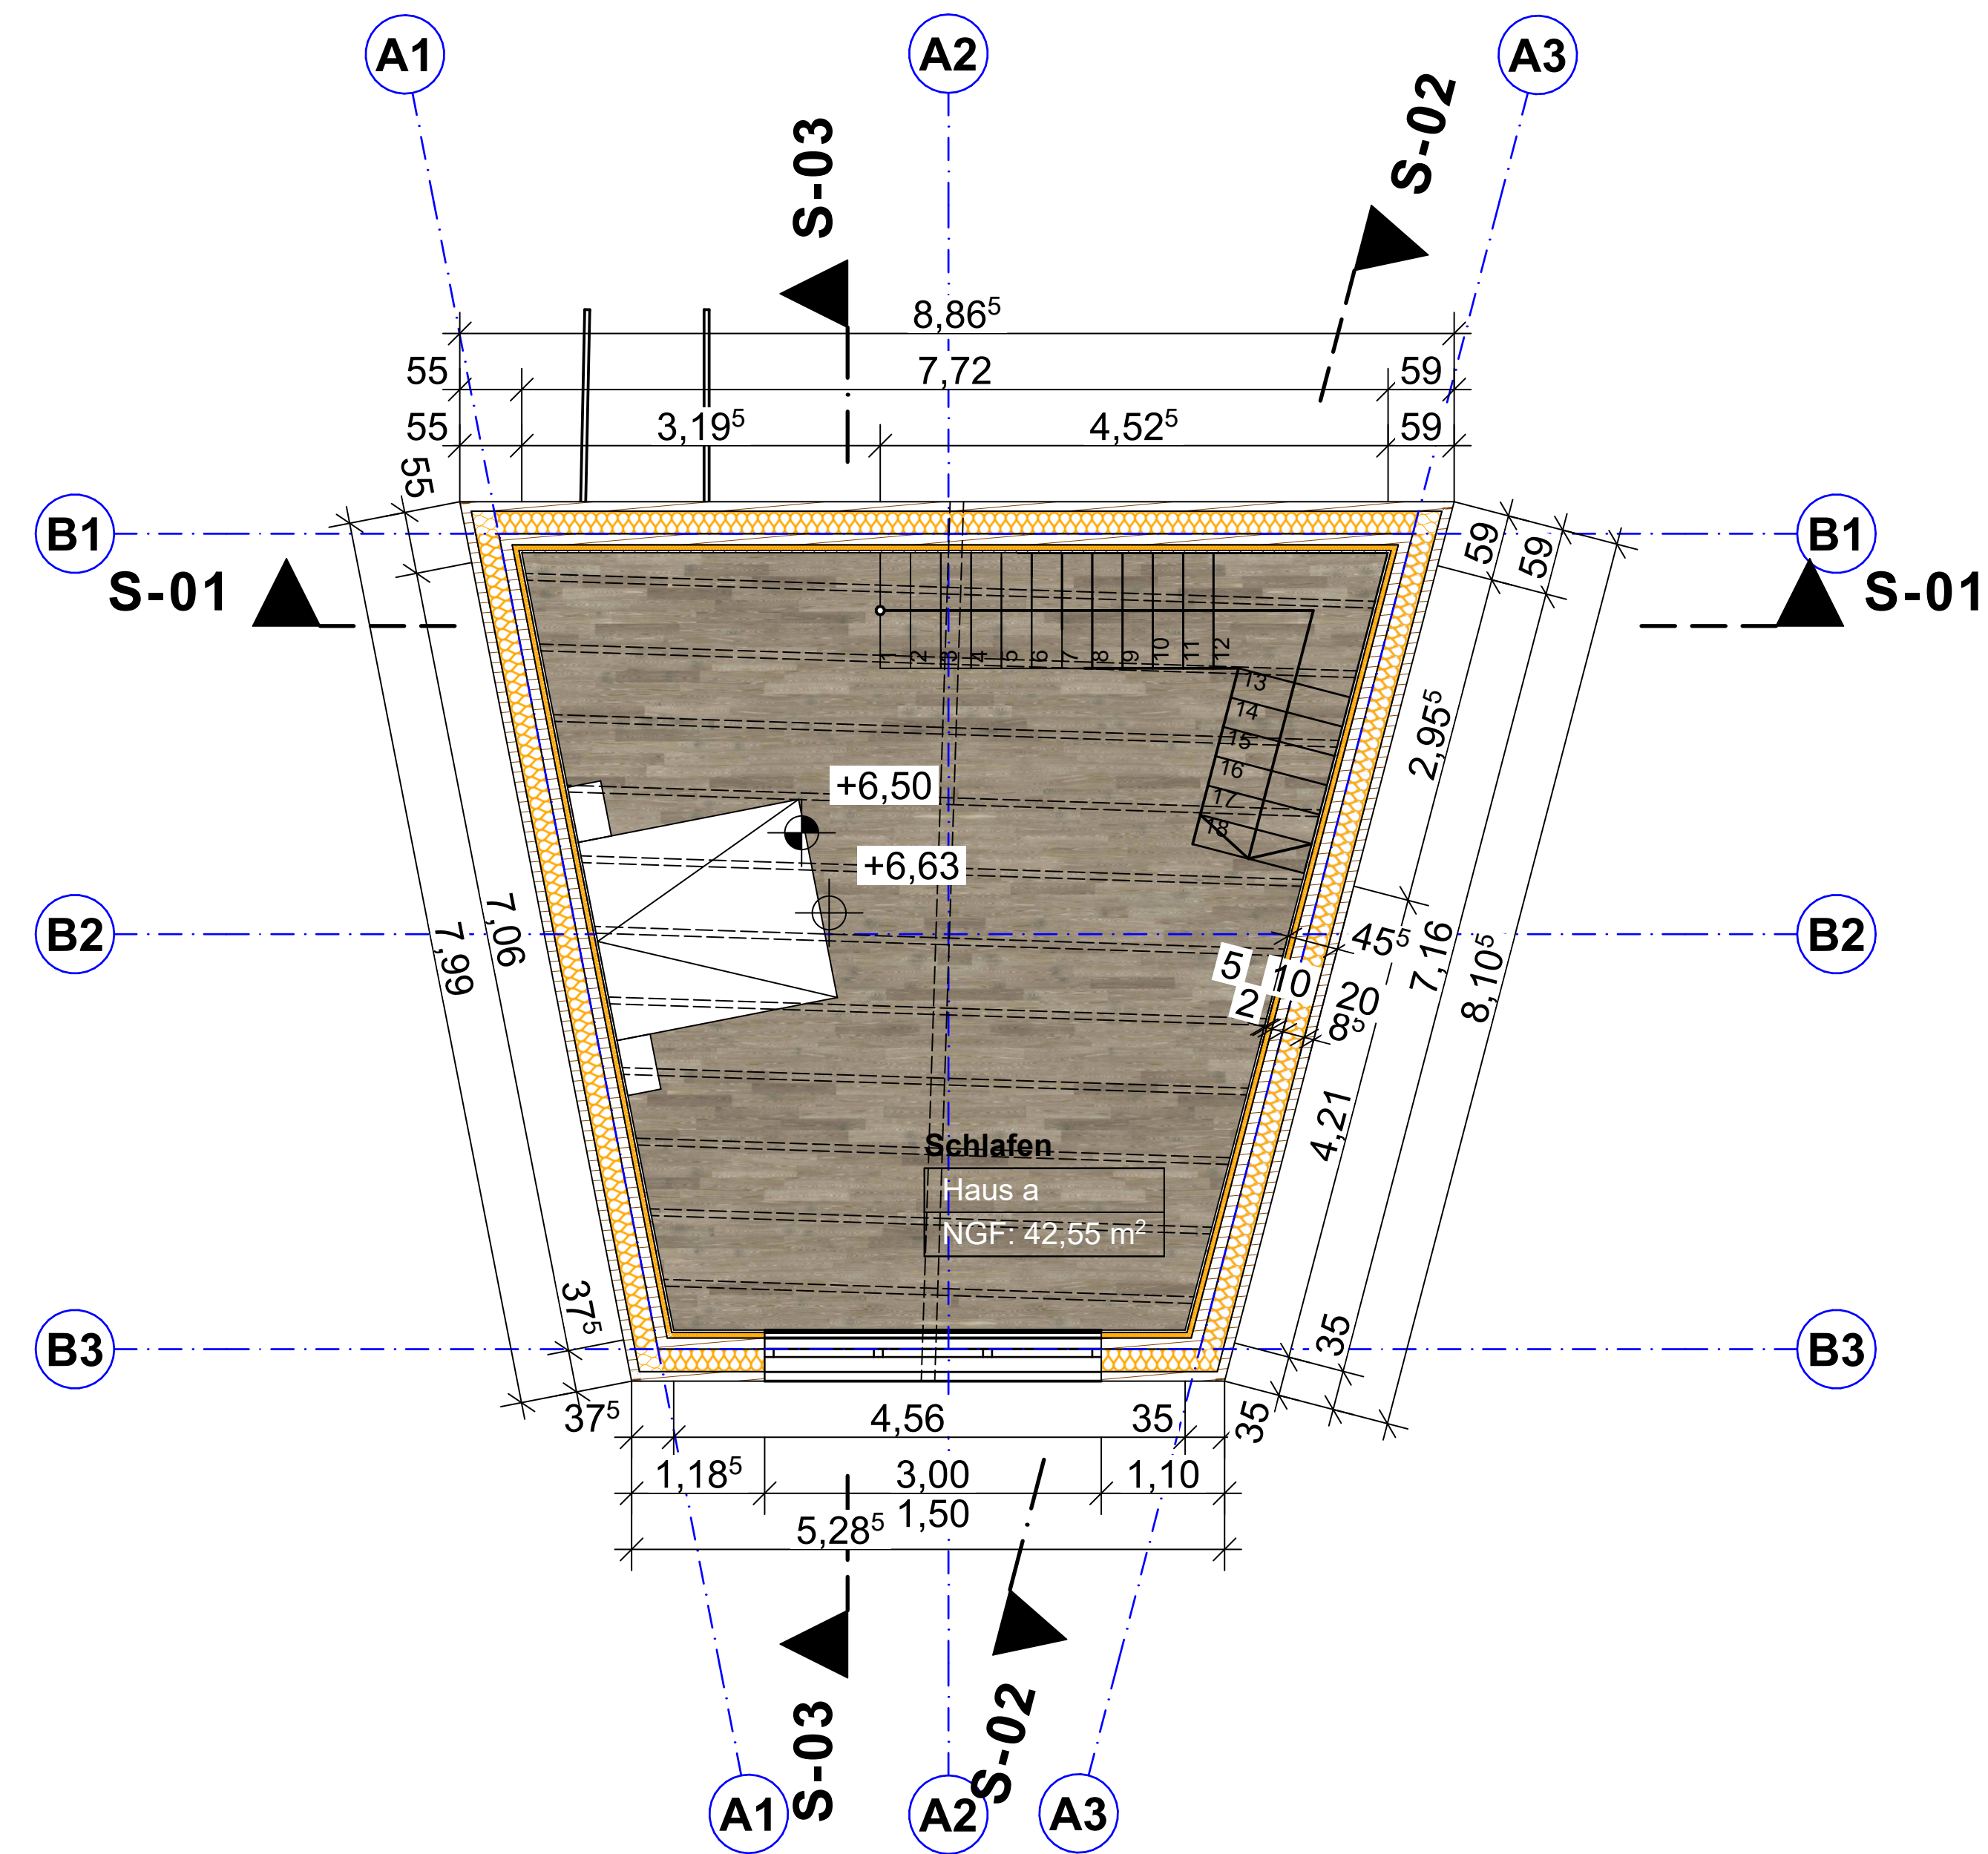 A1
A2
A3
S-03
S-02
8,86⁵
55
7,72
59
55
3,19⁵
4,52⁵
59
55
B1
B1
59
59
S-01
S-01
1
2
3
4
5
6
7
8
9
10
11
12
13
14
15
16
17
18
2,95⁵
+6,50
+6,63
B2
B2
7,06
7,99
45⁵
7,16
8,10⁵
5
10
2
20
8⁵
4,21
Schlafen
Haus a
NGF: 42,55 m²
37⁵
35
B3
B3
37⁵
4,56
35
35
1,18⁵
3,00
1,10
1,50
5,28⁵
S-03
S-02
A1
A2
A3